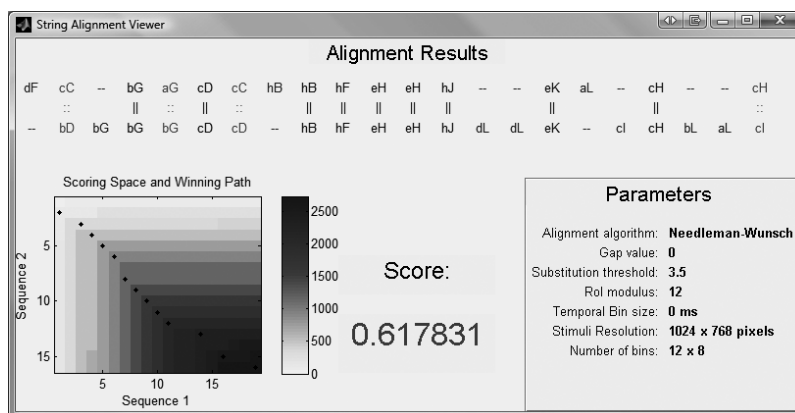 String Alignment Viewer
Alignment Results
dF cC -- bG aG cD cC hB hB hF eH eH hJ -- -- eK aL -- cH -- -- cH
:: || :: || :: || || || || || || || ::
-- bD bG bG bG cD cD -- hB hF eH eH hJ dL dL eK -- cI cH bL aL cI
Scoring Space and Winning Path
Sequence 2
5
10
15
5 10 15
Sequence 1
2500
2000
1500
1000
500
0
Score:
0.617831
Parameters
Alignment algorithm: Needleman-Wunsch
Gap value: 0
Substitution threshold: 3.5
RoI modulus: 12
Temporal Bin size: 0 ms
Stimuli Resolution: 1024 x 768 pixels
Number of bins: 12 x 8